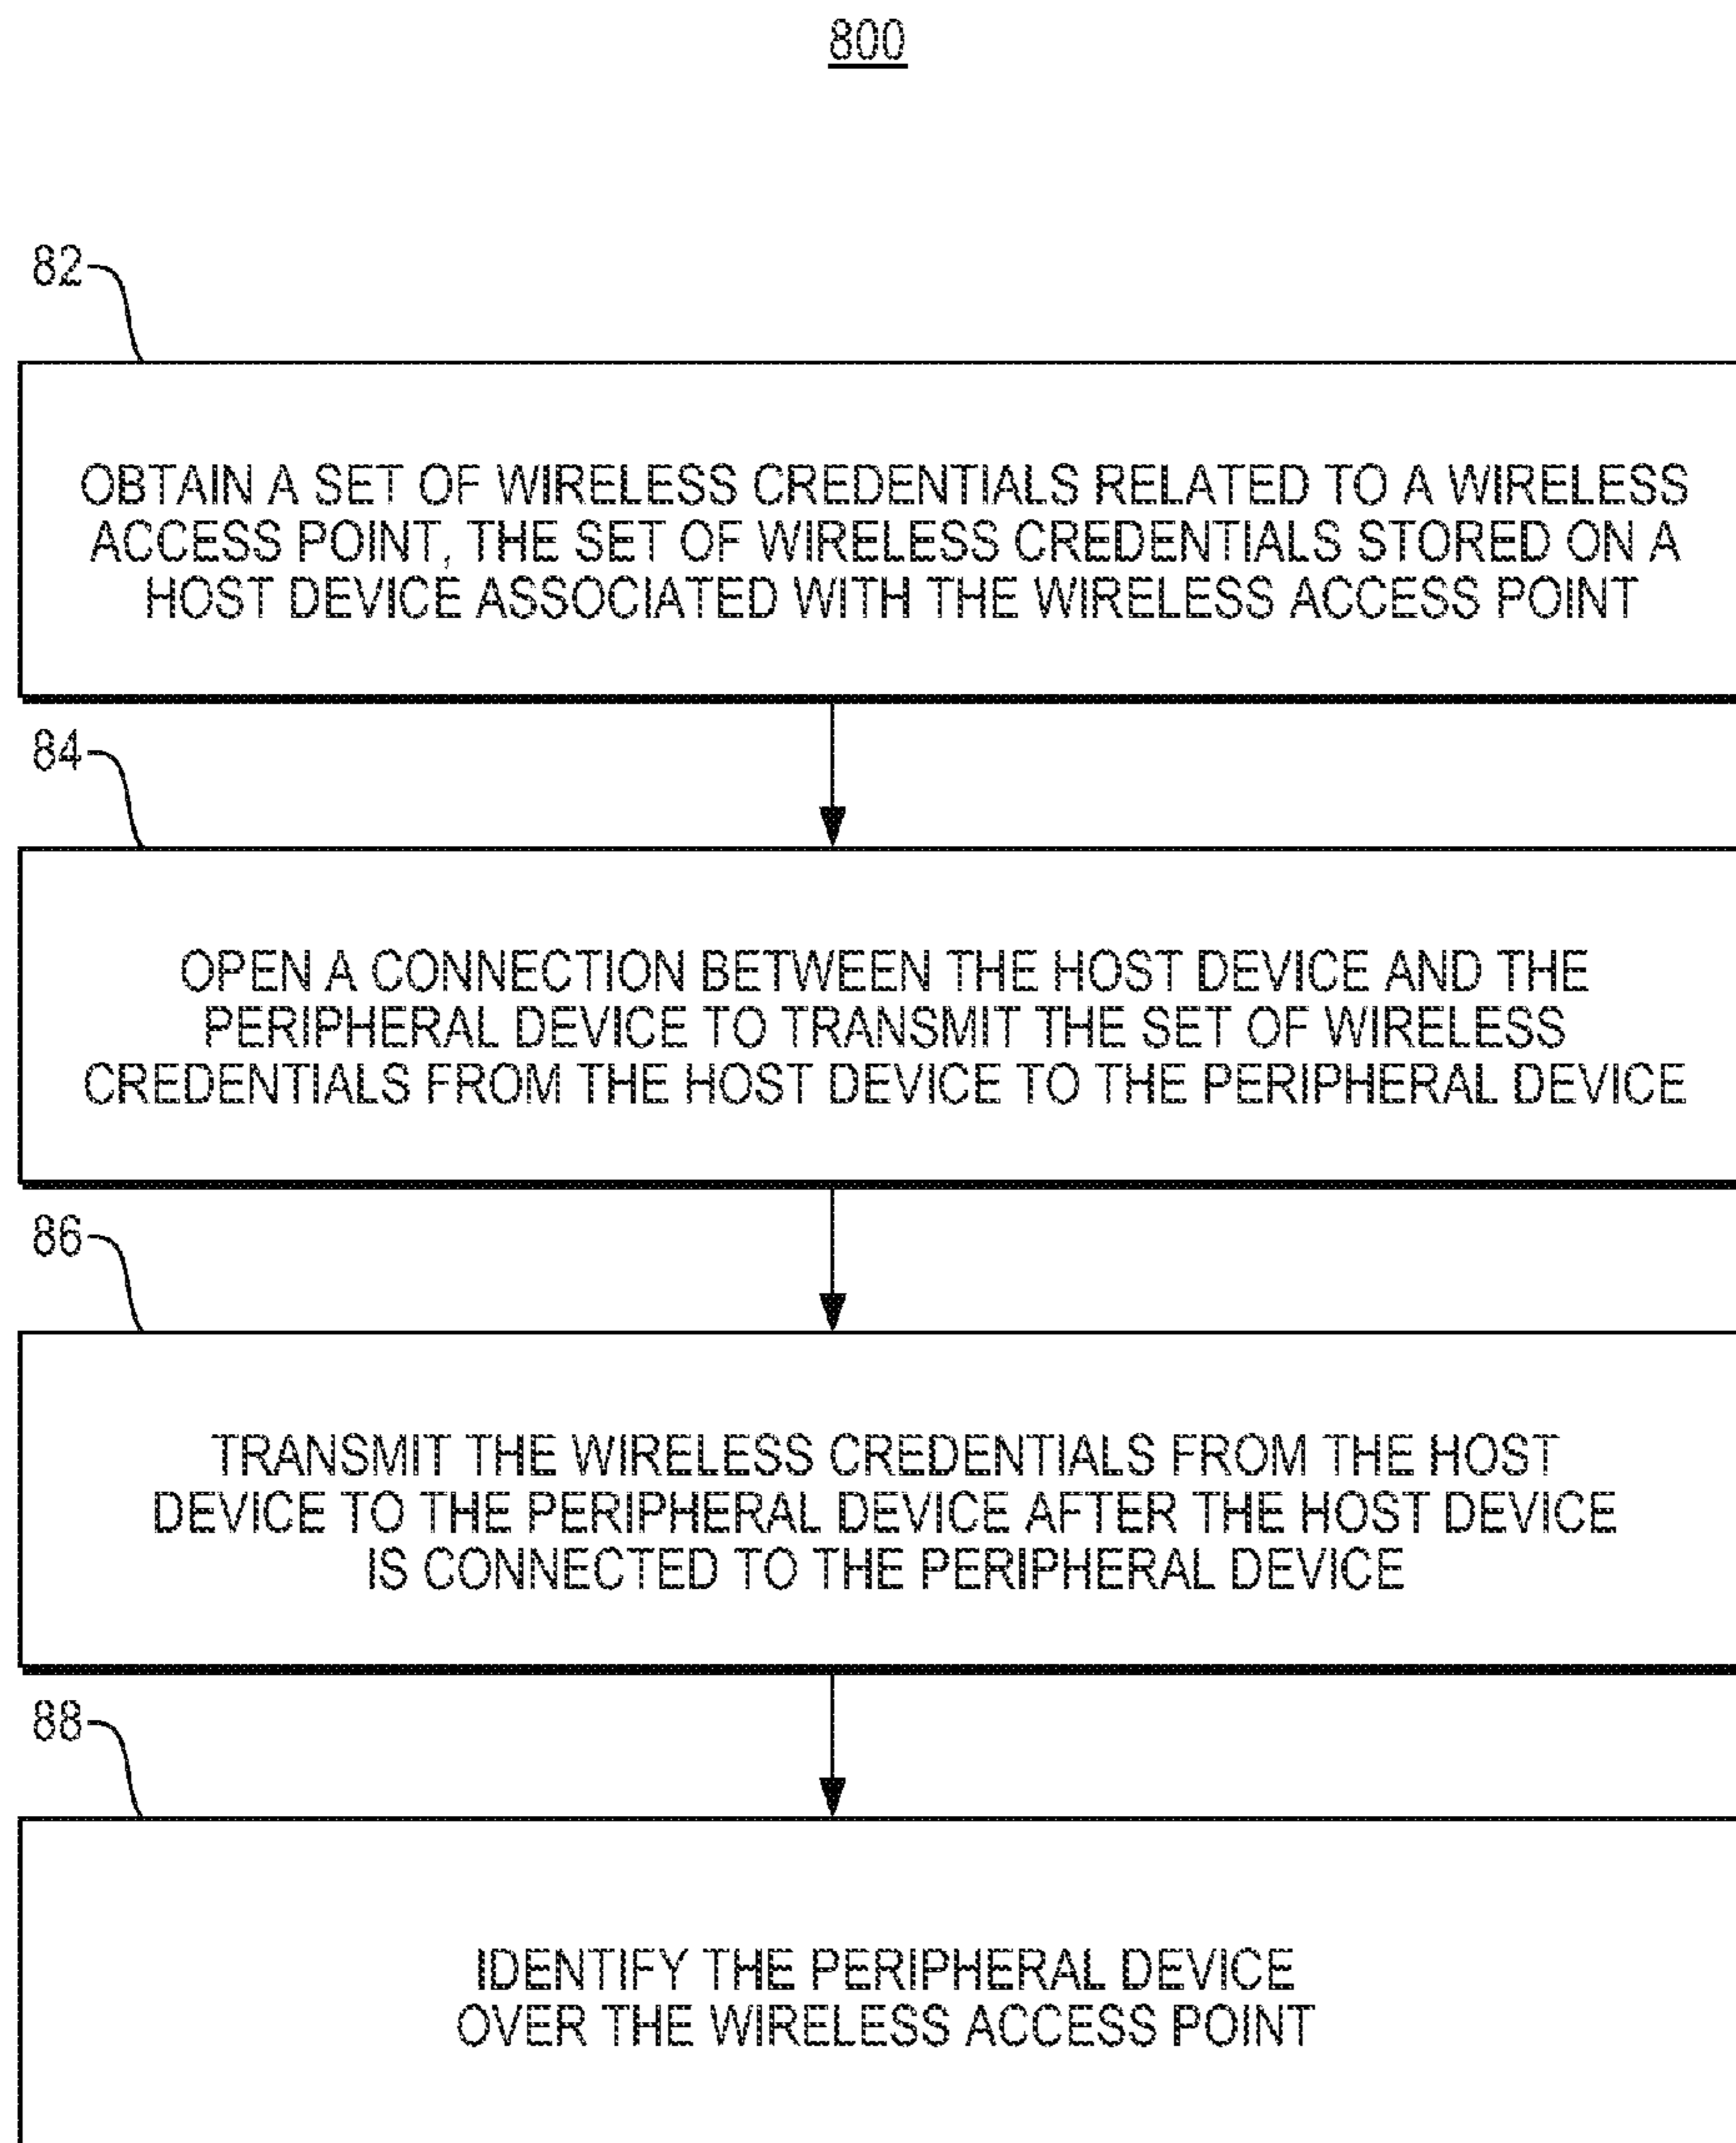 800
82
OBTAIN A SET OF WIRELESS CREDENTIALS RELATED TO A WIRELESS
ACCESS POINT, THE SET OF WIRELESS CREDENTIALS STORED ON A
HOST DEVICE ASSOCIATED WITH THE WIRELESS ACCESS POINT
84
OPEN A CONNECTION BETWEEN THE HOST DEVICE AND THE
PERIPHERAL DEVICE TO TRANSMIT THE SET OF WIRELESS
CREDENTIALS FROM THE HOST DEVICE TO THE PERIPHERAL DEVICE
86
TRANSMIT THE WIRELESS CREDENTIALS FROM THE HOST
DEVICE TO THE PERIPHERAL DEVICE AFTER THE HOST DEVICE
IS CONNECTED TO THE PERIPHERAL DEVICE
88
IDENTIFY THE PERIPHERAL DEVICE
OVER THE WIRELESS ACCESS POINT